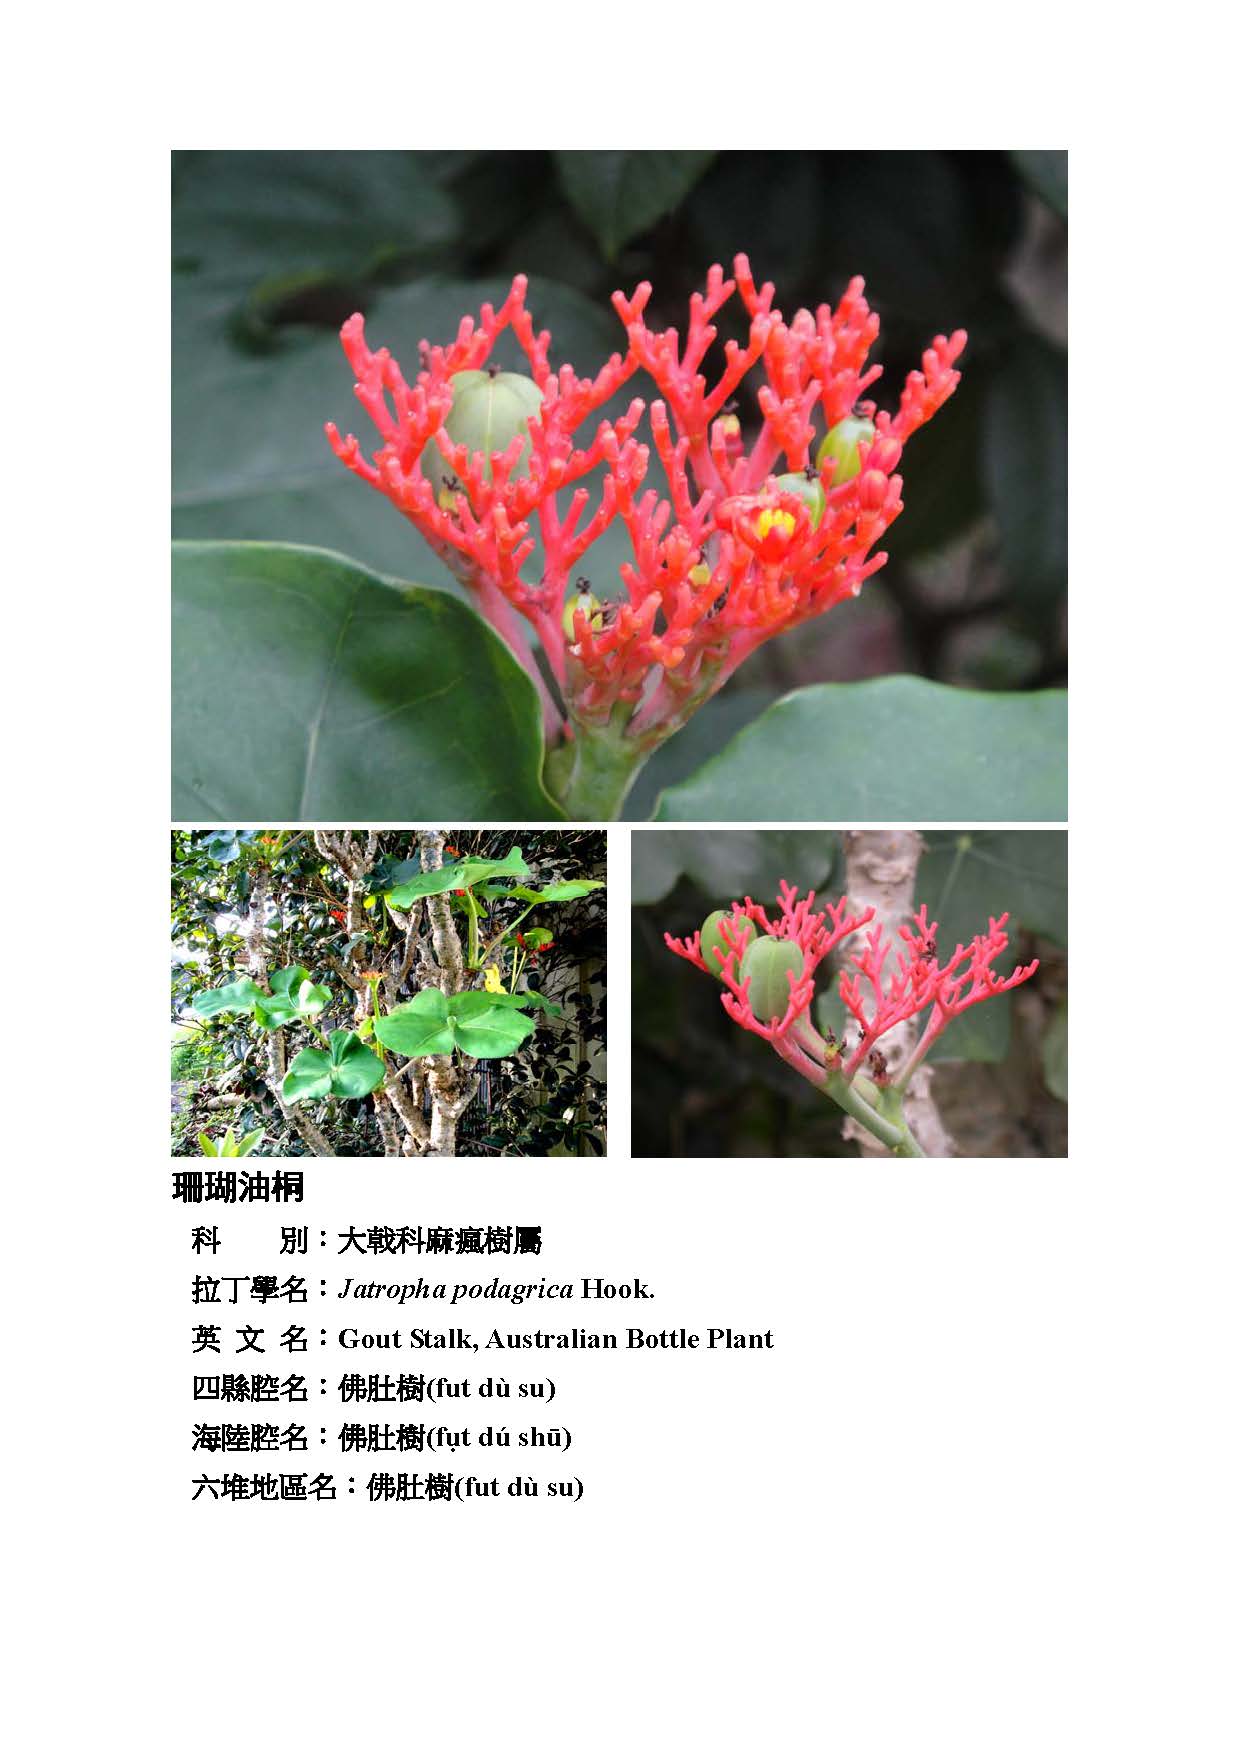 珊瑚油桐
科　　別：大戟科麻瘋樹屬
拉丁學名：Jatropha podagrica Hook.
英 文 名：Gout Stalk, Australian Bottle Plant
四縣腔名：佛肚樹(fut dù su)
海陸腔名：佛肚樹(fụt dú shū)
六堆地區名：佛肚樹(fut dù su)